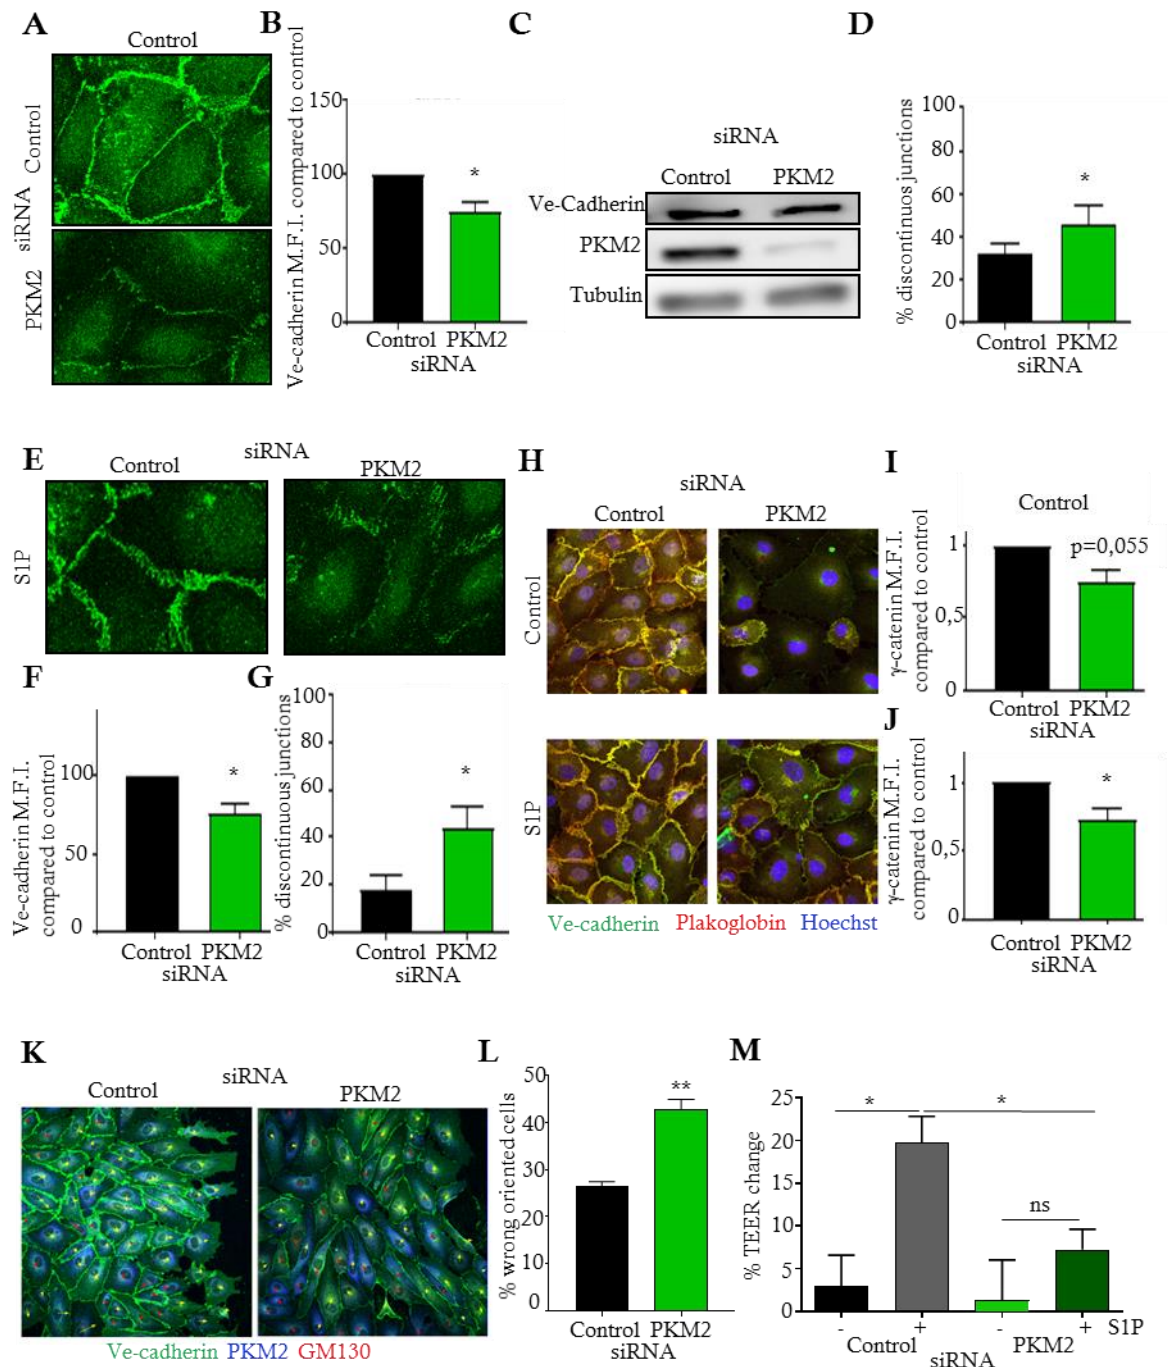 A
Control
siRNA
Control
PKM2
B
Ve-cadherin M.F.I. compared to control
150
100
50
0
*
Control PKM2
siRNA
C
siRNA
Control PKM2
Ve-Cadherin
PKM2
Tubulin
D
% discontinuous junctions
100
80
60
40
20
0
*
Control PKM2
siRNA
E
siRNA
Control PKM2
S1P
F
Ve-cadherin M.F.I.
compared to control
100
50
0
*
Control PKM2
siRNA
G
% discontinuous junctions
100
80
60
40
20
0
*
Control PKM2
siRNA
H
siRNA
Control PKM2
Control
S1P
Ve-cadherin Plakoglobin Hoechst
I
Control
γ-catenin M.F.I.
compared to control
1
0,5
0
p=0,055
Control PKM2
siRNA
J
γ-catenin M.F.I.
compared to control
1
0,5
0
*
Control PKM2
siRNA
K
siRNA
Control PKM2
Ve-cadherin PKM2 GM130
L
% wrong oriented cells
50
40
30
20
10
0
**
Control PKM2
siRNA
M
% TEER change
25
20
15
10
5
0
* *
ns
- + - + S1P
Control PKM2
siRNA